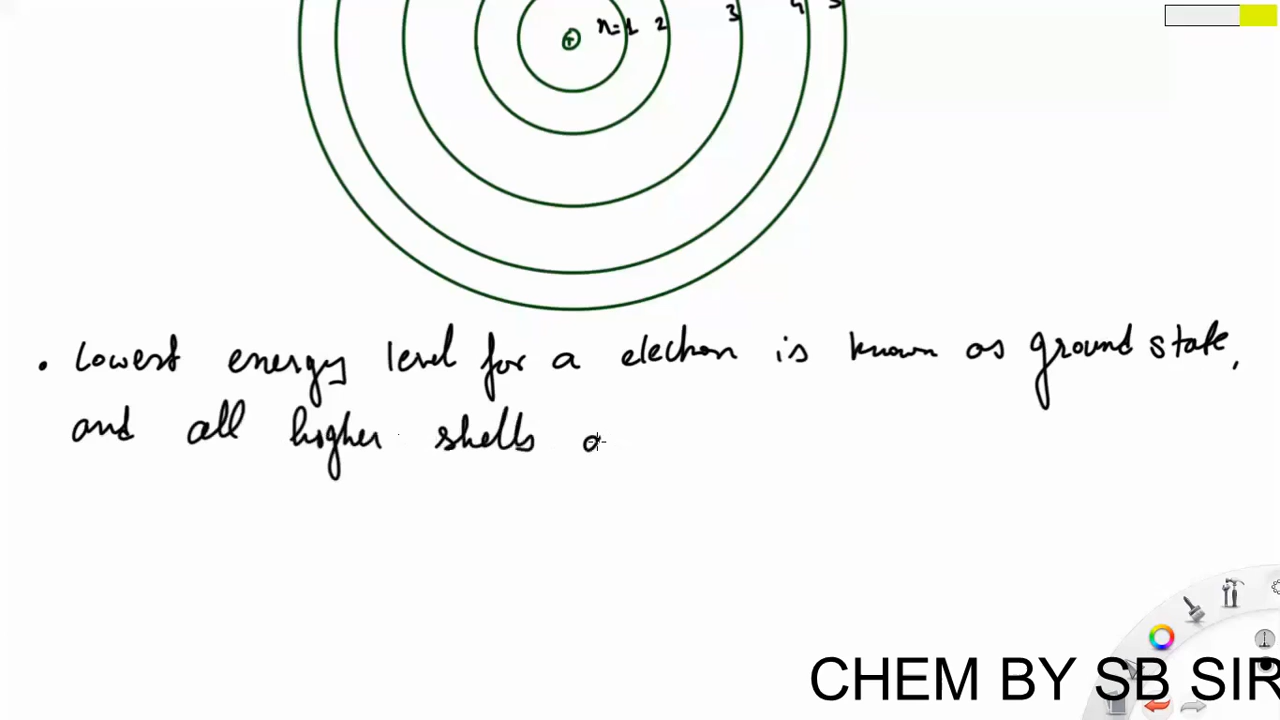 n=1 2 3 4 5
• Lowest energy level for a electron is known as ground state,
and all higher shells a
CHEM BY SB SIR